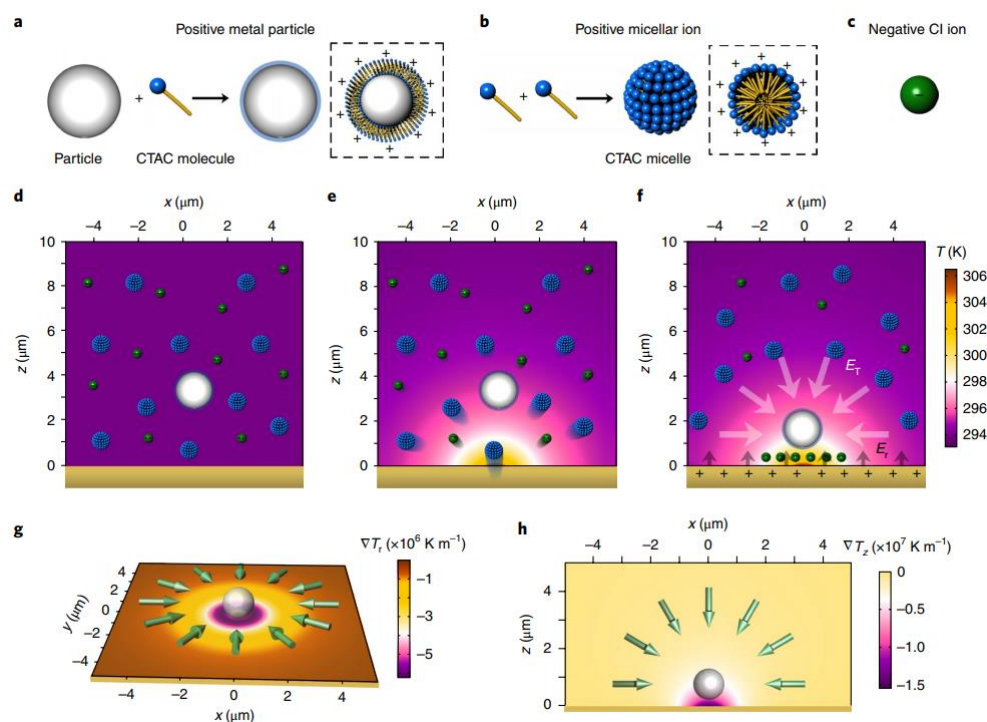 a
Positive metal particle
+
+ + + + + + + +
Particle
CTAC molecule
b
Positive micellar ion
+
+ + + + + + + +
CTAC micelle
c
Negative Cl ion
d
x (μm)
−4 −2 0 2 4
z (μm)
10
8
6
4
2
0
e
x (μm)
−4 −2 0 2 4
z (μm)
10
8
6
4
2
0
f
x (μm)
−4 −2 0 2 4
z (μm)
10
8
6
4
2
0
E_T
E_r
+ + + + + + + + +
T (K)
306
304
302
300
298
296
294
g
∇T_r (×10⁶ K m⁻¹)
−1
−3
−5
y (μm)
4
2
0
−2
−4
−4 −2 0 2 4
x (μm)
h
x (μm)
−4 −2 0 2 4
z (μm)
4
2
0
∇T_z (×10⁷ K m⁻¹)
0
−0.5
−1.0
−1.5